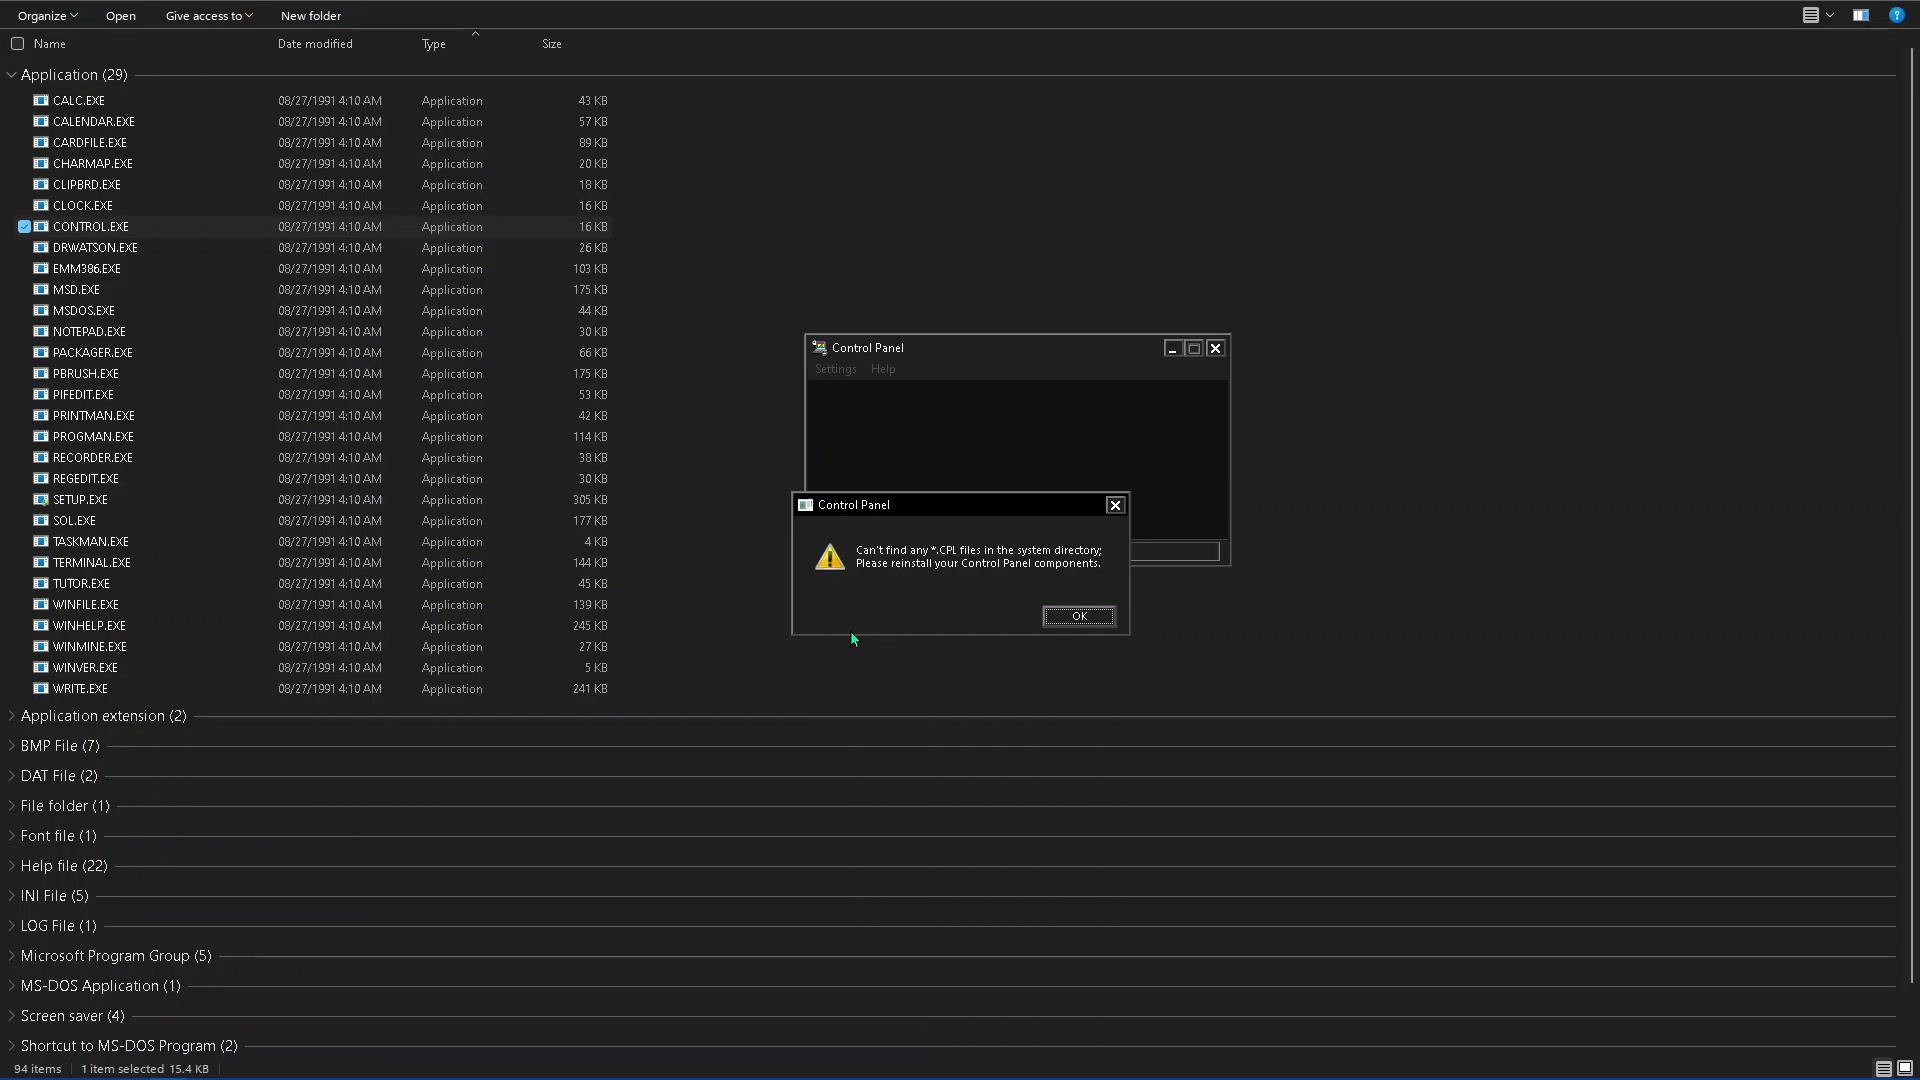 Organize Open Give access to New folder
Name Date modified Type Size
Application (29)
CALC.EXE 08/27/1991 4:10 AM Application 43 KB
CALENDAR.EXE 08/27/1991 4:10 AM Application 57 KB
CARDFILE.EXE 08/27/1991 4:10 AM Application 89 KB
CHARMAP.EXE 08/27/1991 4:10 AM Application 20 KB
CLIPBRD.EXE 08/27/1991 4:10 AM Application 18 KB
CLOCK.EXE 08/27/1991 4:10 AM Application 16 KB
CONTROL.EXE 08/27/1991 4:10 AM Application 16 KB
DRWATSON.EXE 08/27/1991 4:10 AM Application 26 KB
EMM386.EXE 08/27/1991 4:10 AM Application 103 KB
MSD.EXE 08/27/1991 4:10 AM Application 175 KB
MSDOS.EXE 08/27/1991 4:10 AM Application 44 KB
NOTEPAD.EXE 08/27/1991 4:10 AM Application 30 KB
PACKAGER.EXE 08/27/1991 4:10 AM Application 66 KB
PBRUSH.EXE 08/27/1991 4:10 AM Application 175 KB
PIFEDIT.EXE 08/27/1991 4:10 AM Application 53 KB
PRINTMAN.EXE 08/27/1991 4:10 AM Application 42 KB
PROGMAN.EXE 08/27/1991 4:10 AM Application 114 KB
RECORDER.EXE 08/27/1991 4:10 AM Application 38 KB
REGEDIT.EXE 08/27/1991 4:10 AM Application 30 KB
SETUP.EXE 08/27/1991 4:10 AM Application 305 KB
SOL.EXE 08/27/1991 4:10 AM Application 177 KB
TASKMAN.EXE 08/27/1991 4:10 AM Application 4 KB
TERMINAL.EXE 08/27/1991 4:10 AM Application 144 KB
TUTOR.EXE 08/27/1991 4:10 AM Application 45 KB
WINFILE.EXE 08/27/1991 4:10 AM Application 139 KB
WINHELP.EXE 08/27/1991 4:10 AM Application 245 KB
WINMINE.EXE 08/27/1991 4:10 AM Application 27 KB
WINVER.EXE 08/27/1991 4:10 AM Application 5 KB
WRITE.EXE 08/27/1991 4:10 AM Application 241 KB
Application extension (2)
BMP File (7)
DAT File (2)
File folder (1)
Font file (1)
Help file (22)
INI File (5)
LOG File (1)
Microsoft Program Group (5)
MS-DOS Application (1)
Screen saver (4)
Shortcut to MS-DOS Program (2)
94 items 1 item selected 15.4 KB
Control Panel
Settings Help
Control Panel
Can't find any *.CPL files in the system directory;
Please reinstall your Control Panel components.
OK